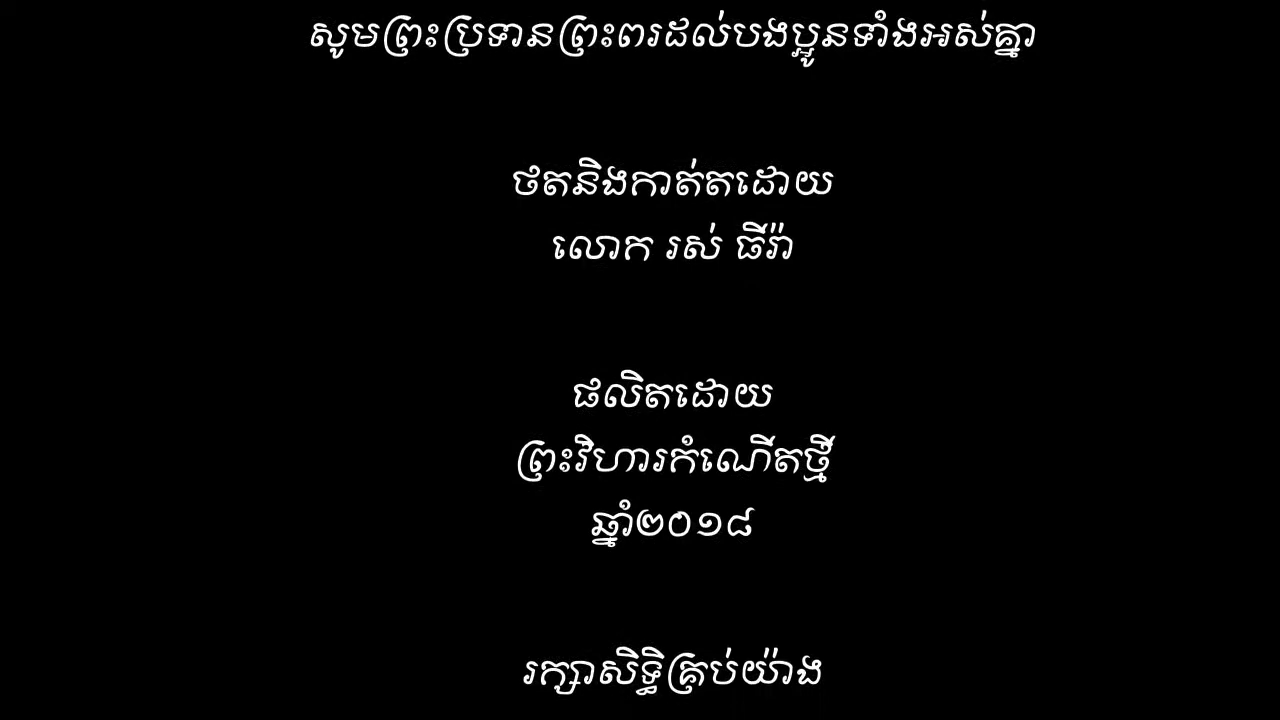 សូមព្រះប្រទានព្រះពរដល់បងប្អូនទាំងអស់គ្នា
ថតនិងកាត់តដោយ
លោក រស់ ធីរ៉ា
ផលិតដោយ
ព្រះវិហារកំណើតថ្មី
ឆ្នាំ២០១៨
រក្សាសិទ្ធិគ្រប់យ៉ាង